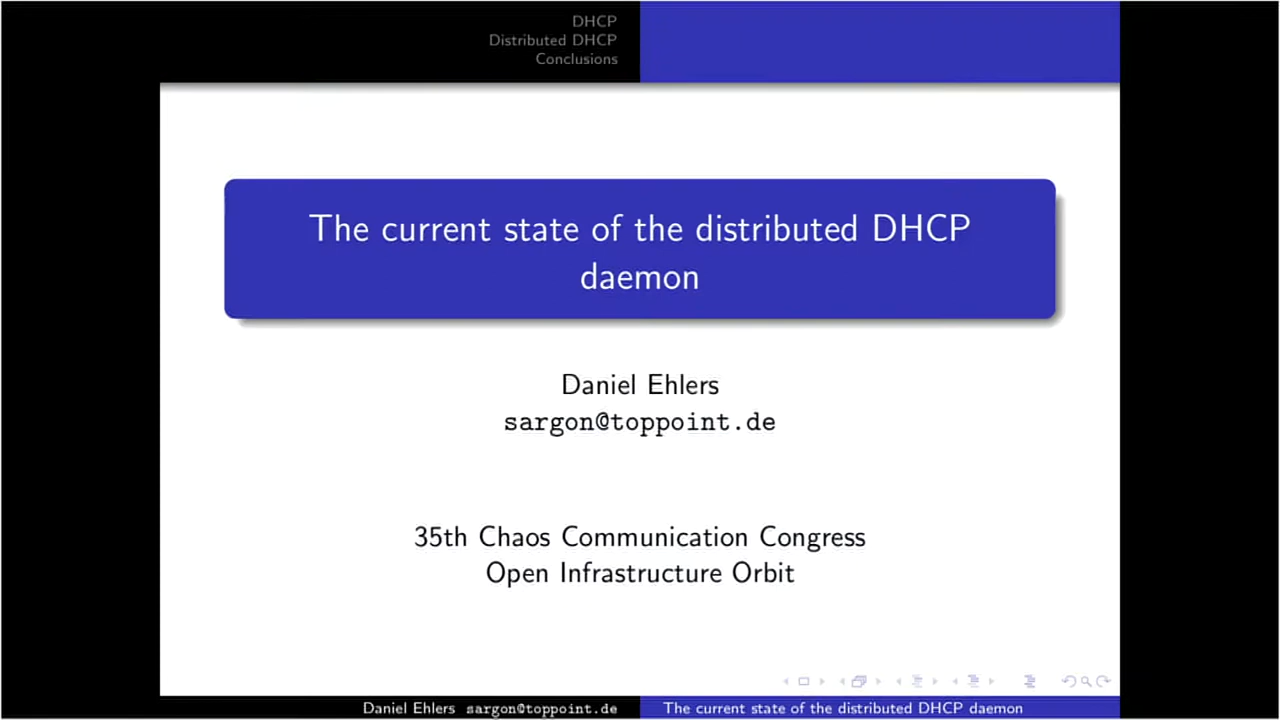 DHCP
Distributed DHCP
Conclusions
The current state of the distributed DHCP
daemon
Daniel Ehlers
sargon@toppoint.de
35th Chaos Communication Congress
Open Infrastructure Orbit
Daniel Ehlers sargon@toppoint.de
The current state of the distributed DHCP daemon